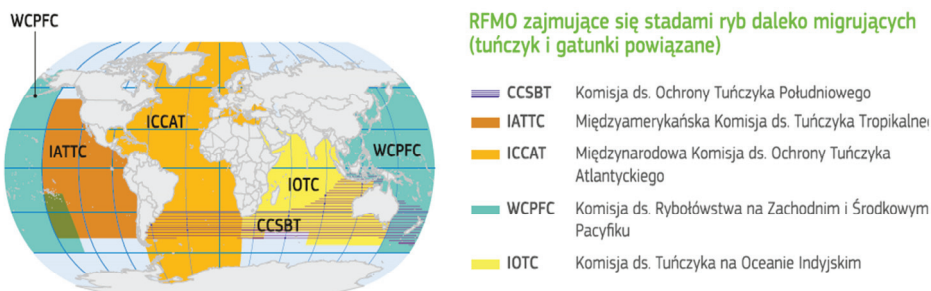 WCPFC
IATTC
ICCAT
IOTC
WCPFC
CCSBT
RFMO zajmujące się stadami ryb daleko migrujących
(tuńczyk i gatunki powiązane)
CCSBT Komisja ds. Ochrony Tuńczyka Południowego
IATTC Międzyamerykańska Komisja ds. Tuńczyka Tropikalne
ICCAT Międzynarodowa Komisja ds. Ochrony Tuńczyka
Atlantyckiego
WCPFC Komisja ds. Rybołówstwa na Zachodnim i Środkowym
Pacyfiku
IOTC Komisja ds. Tuńczyka na Oceanie Indyjskim